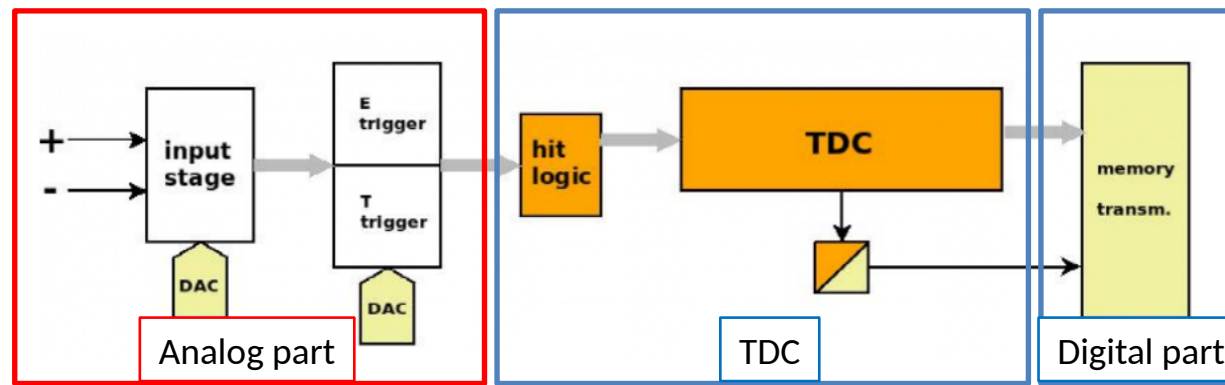 +
-
input
stage
DAC
E
trigger
T
trigger
DAC
Analog part
hit
logic
TDC
TDC
memory
transm.
Digital part